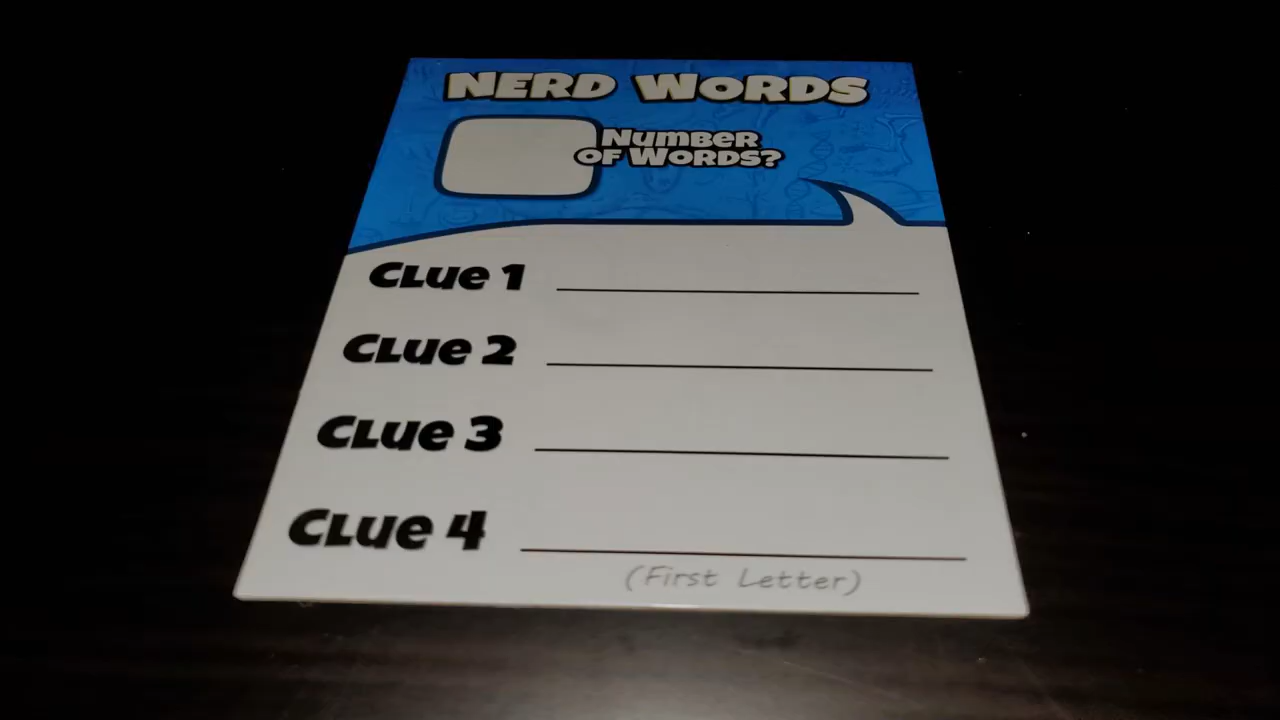 NERD WORDS
NUMBER
OF WORDS?
CLUE 1
CLUE 2
CLUE 3
CLUE 4
(First Letter)